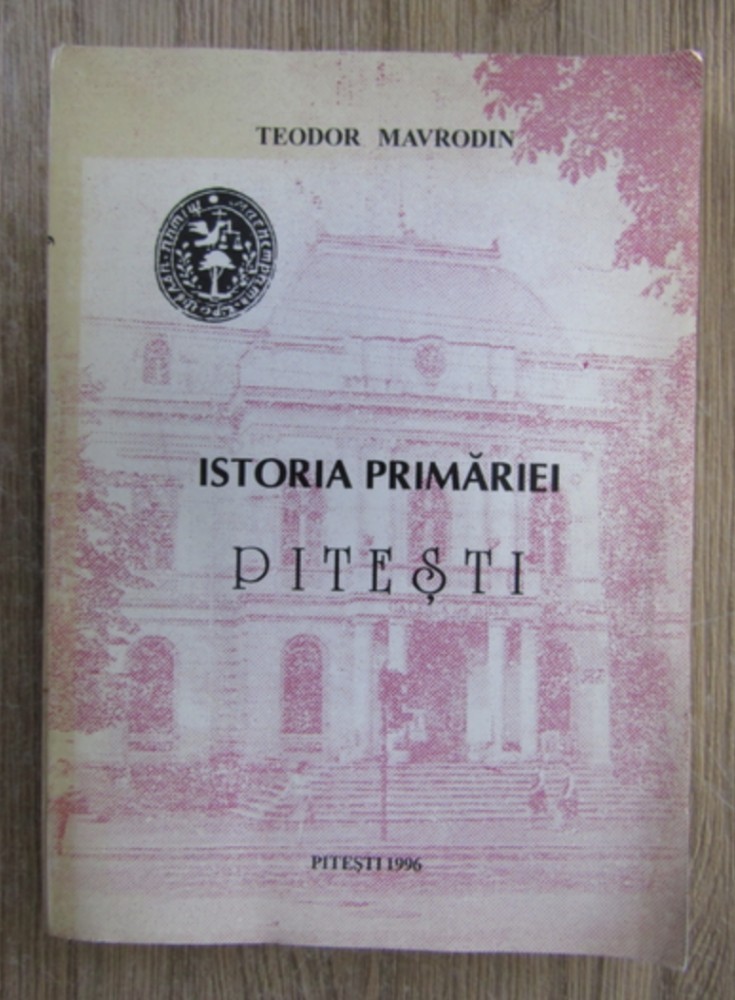 TEODOR MAVRODIN
ISTORIA PRIMĂRIEI
PITEȘTI
PITEȘTI 1996